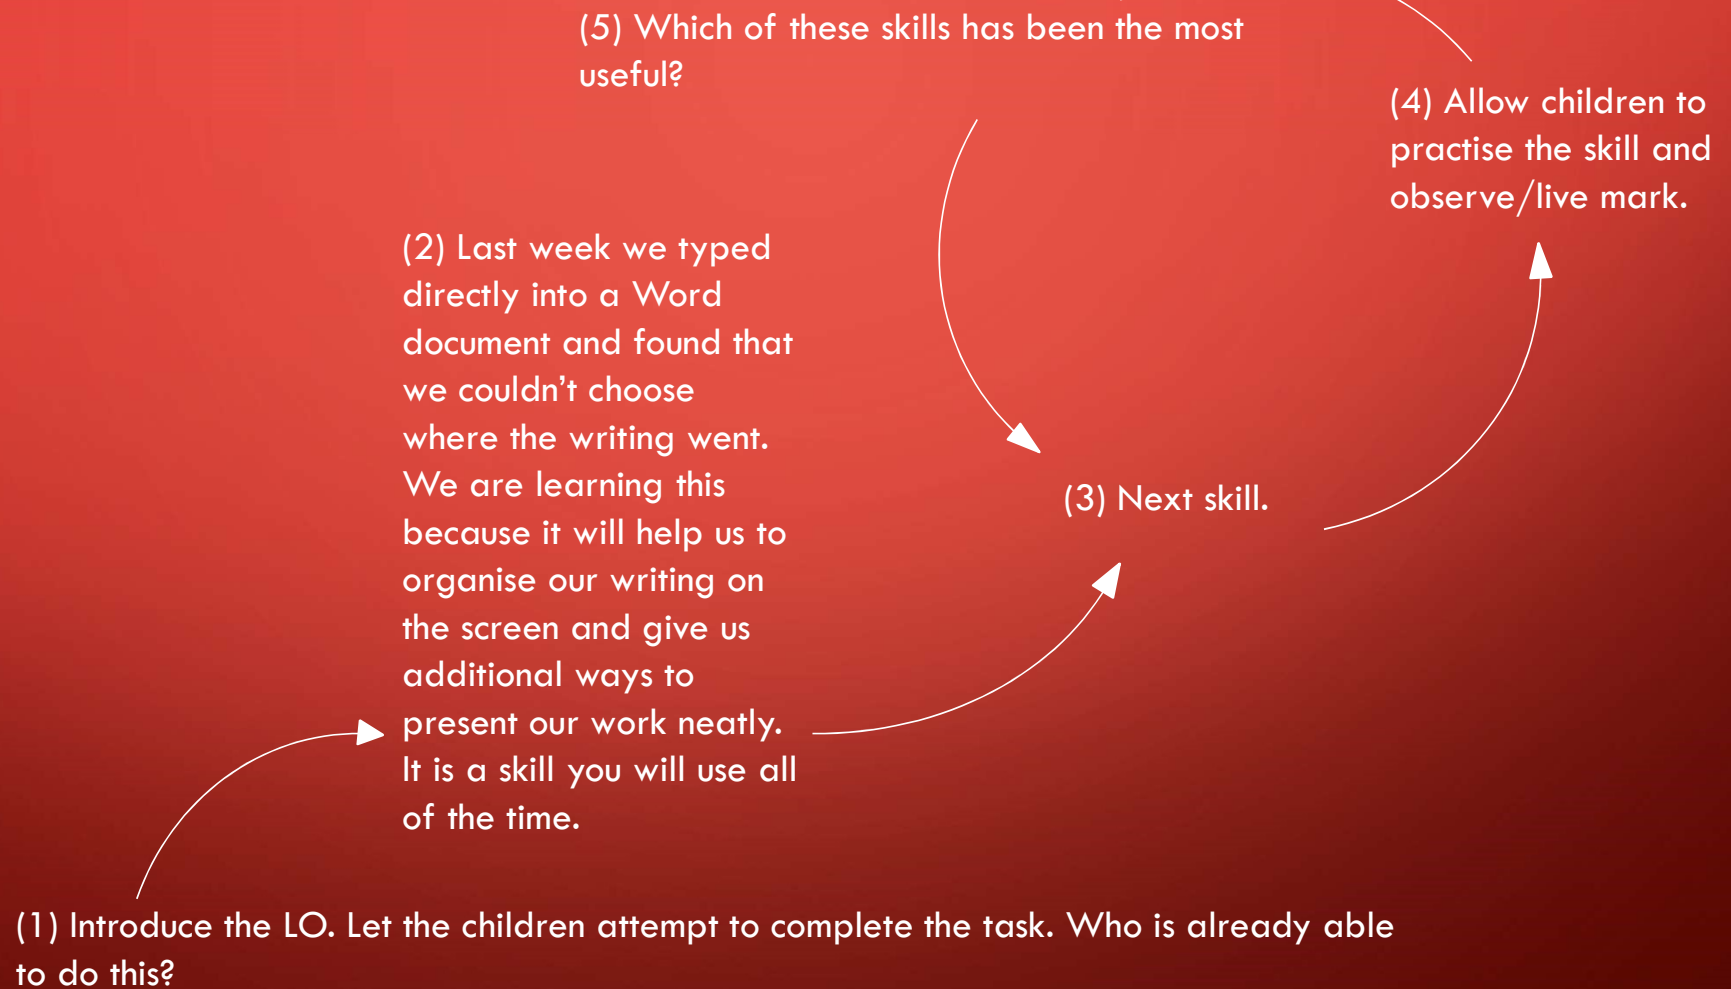 (5) Which of these skills has been the most
useful?
(4) Allow children to
practise the skill and
observe/live mark.
(2) Last week we typed
directly into a Word
document and found that
we couldn't choose
where the writing went.
We are learning this
because it will help us to
organise our writing on
the screen and give us
additional ways to
present our work neatly.
It is a skill you will use all
of the time.
(3) Next skill.
(1) Introduce the LO. Let the children attempt to complete the task. Who is already able
to do this?